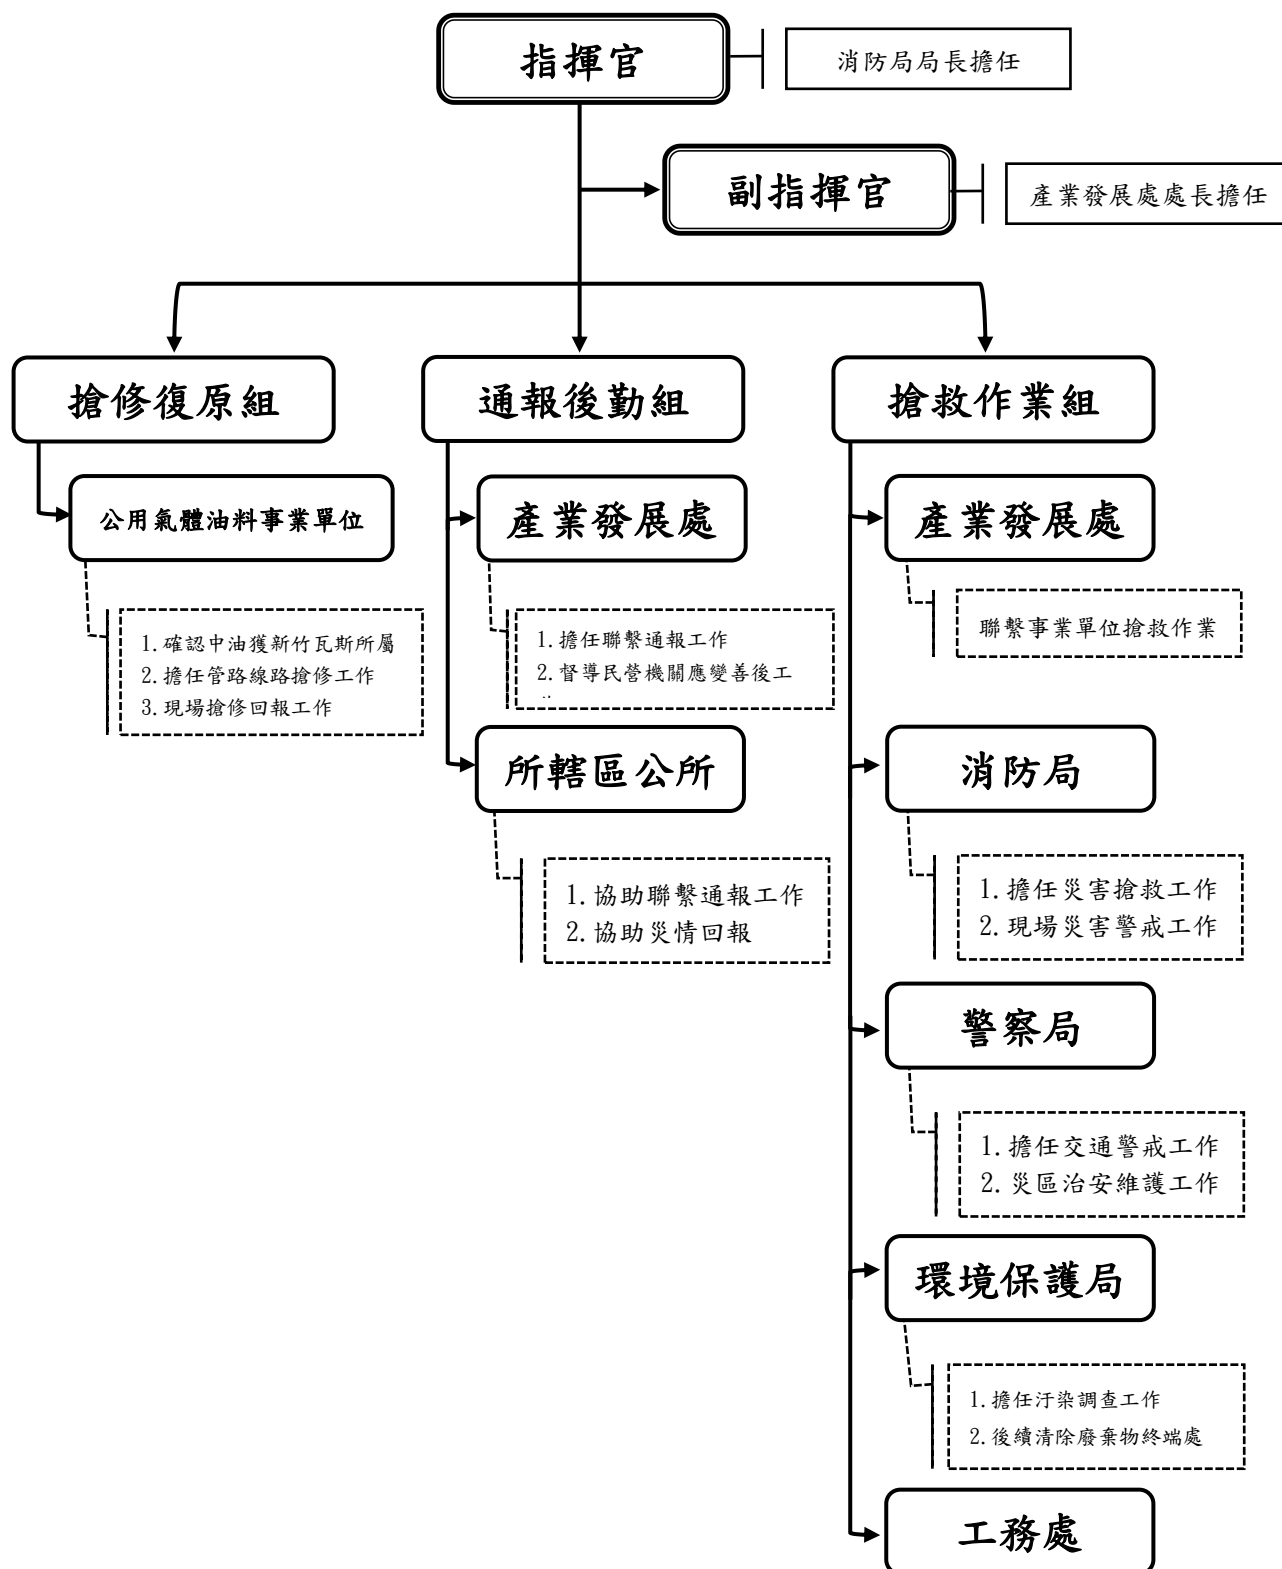 指揮官
消防局局長擔任
副指揮官
產業發展處處長擔任
搶修復原組
通報後勤組
搶救作業組
公用氣體油料事業單位
產業發展處
產業發展處
1.確認中油獲新竹瓦斯所屬
2.擔任管路線路搶修工作
3.現場搶修回報工作
1.擔任聯繫通報工作
2.督導民營機關應變善後工
聯繫事業單位搶救作業
所轄區公所
消防局
1.協助聯繫通報工作
2.協助災情回報
1.擔任災害搶救工作
2.現場災害警戒工作
警察局
1.擔任交通警戒工作
2.災區治安維護工作
環境保護局
1.擔任汙染調查工作
2.後續清除廢棄物終端處
工務處